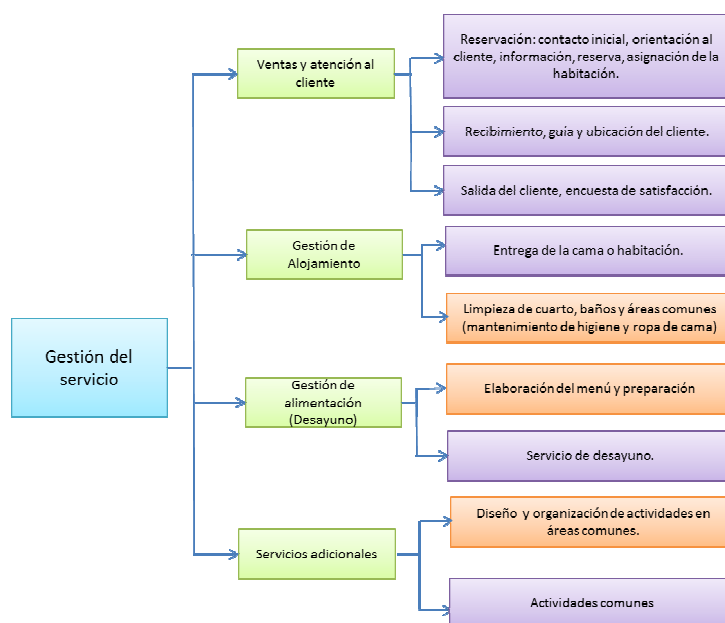 Gestión del
servicio
Ventas y atención al
cliente
Reservación: contacto inicial, orientación al
cliente, información, reserva, asignación de la
habitación.
Recibimiento, guía y ubicación del cliente.
Salida del cliente, encuesta de satisfacción.
Gestión de
Alojamiento
Entrega de la cama o habitación.
Limpieza de cuarto, baños y áreas comunes
(mantenimiento de higiene y ropa de cama)
Gestión de
alimentación
(Desayuno)
Elaboración del menú y preparación
Servicio de desayuno.
Servicios adicionales
Diseño y organización de actividades en
áreas comunes.
Actividades comunes